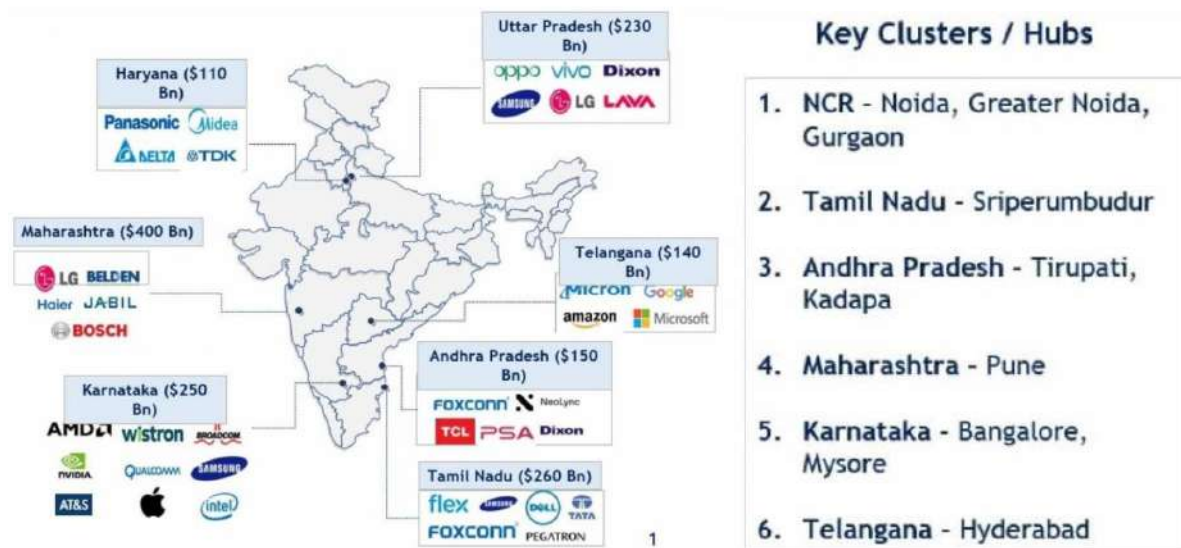 Uttar Pradesh ($230
Bn)
oppo vivo Dixon
SAMSUNG LG LAVA
Haryana ($110
Bn)
Panasonic Midea
DELTA TDK
Maharashtra ($400 Bn)
LG BELDEN
Haier JABIL
BOSCH
Telangana ($140
Bn)
Micron Google
amazon Microsoft
Andhra Pradesh ($150
Bn)
FOXCONN NeoLync
TCL PSA Dixon
Karnataka ($250
Bn)
AMD wistron BROADCOM
NVIDIA QUALCOMM SAMSUNG
AT&S intel
Tamil Nadu ($260 Bn)
flex SAMSUNG DELL TATA
FOXCONN PEGATRON
1
Key Clusters / Hubs
1. NCR - Noida, Greater Noida,
Gurgaon
2. Tamil Nadu - Sriperumbudur
3. Andhra Pradesh - Tirupati,
Kadapa
4. Maharashtra - Pune
5. Karnataka - Bangalore,
Mysore
6. Telangana - Hyderabad